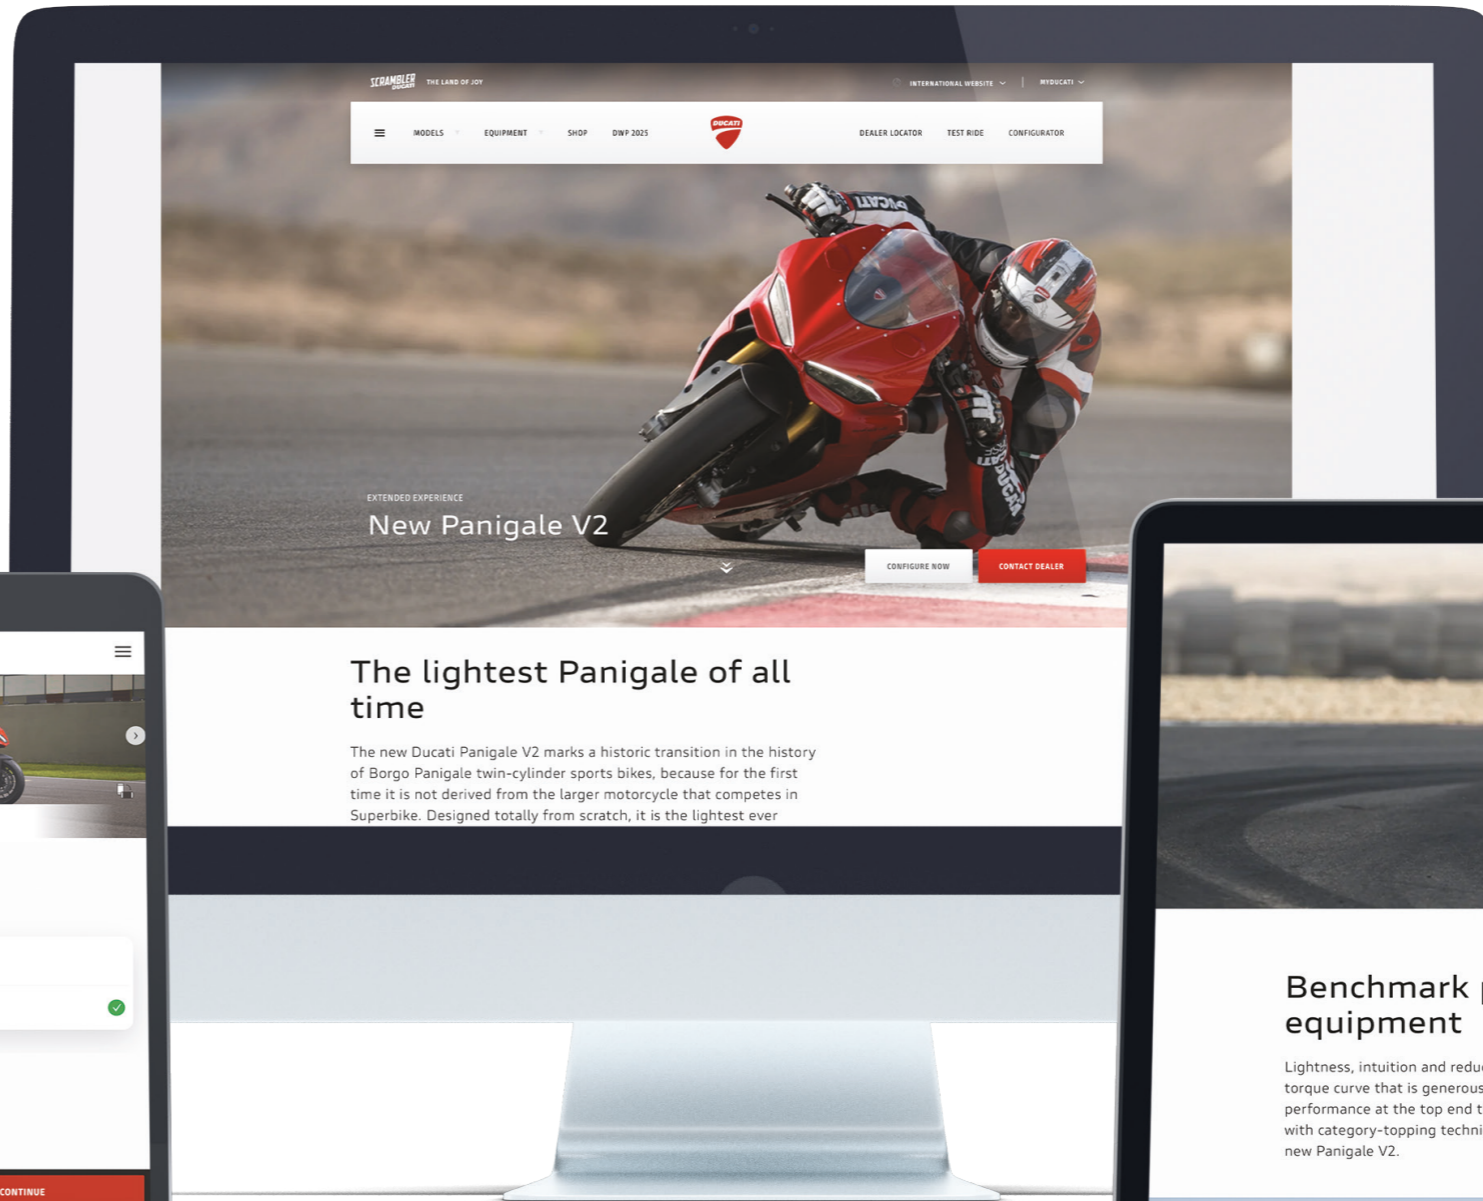 SCRAMBLER
DUCATI
THE LAND OF JOY
INTERNATIONAL WEBSITE
MYDUCATI
MODELS
EQUIPMENT
SHOP
DWP 2025
DUCATI
DEALER LOCATOR
TEST RIDE
CONFIGURATOR
DUCATI
DUCATI
EXTENDED EXPERIENCE
New Panigale V2
CONFIGURE NOW
CONTACT DEALER
The lightest Panigale of all
time
The new Ducati Panigale V2 marks a historic transition in the history
of Borgo Panigale twin-cylinder sports bikes, because for the first
time it is not derived from the larger motorcycle that competes in
Superbike. Designed totally from scratch, it is the lightest ever
CONTINUE
Benchmark
equipment
Lightness, intuition and redu
torque curve that is generous
performance at the top end t
with category-topping techni
new Panigale V2.